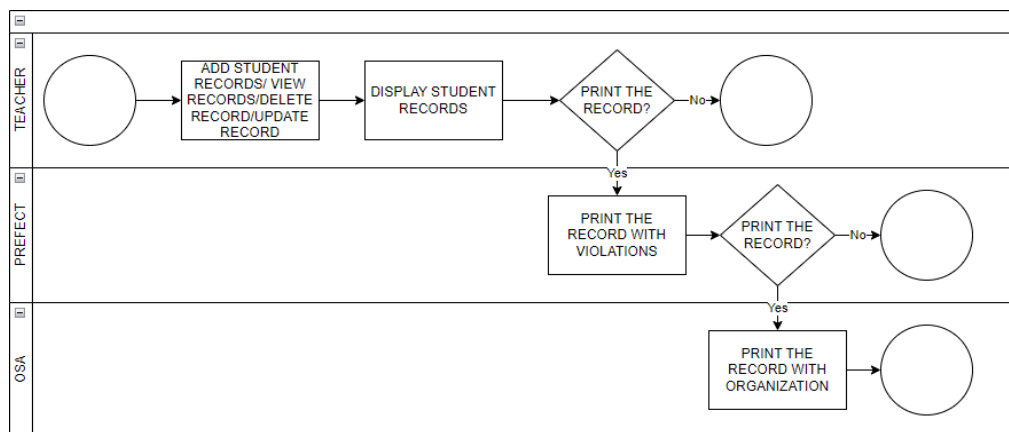 TEACHER
ADD STUDENT
RECORDS/ VIEW
RECORDS/DELETE
RECORD/UPDATE
RECORD
DISPLAY STUDENT
RECORDS
PRINT THE
RECORD?
No
Yes
PREFECT
PRINT THE
RECORD WITH
VIOLATIONS
PRINT THE
RECORD?
No
Yes
OSA
PRINT THE
RECORD WITH
ORGANIZATION